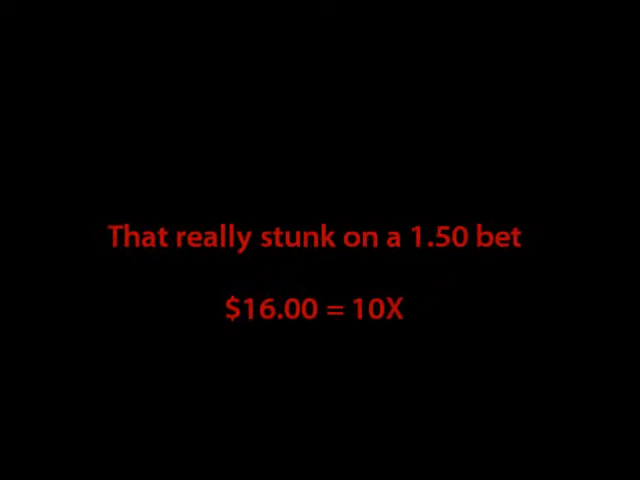 That really stunk on a 1.50 bet
$16.00 = 10X